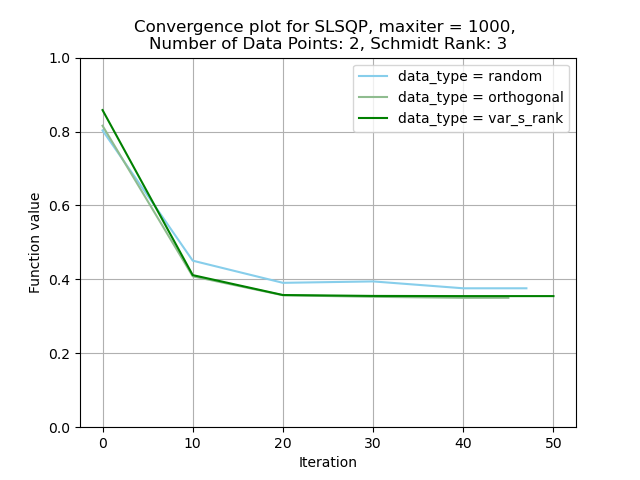 Convergence plot for SLSQP, maxiter = 1000,
Number of Data Points: 2, Schmidt Rank: 3
data_type = random
data_type = orthogonal
data_type = var_s_rank
Function value
1.0
0.8
0.6
0.4
0.2
0.0
0 10 20 30 40 50
Iteration